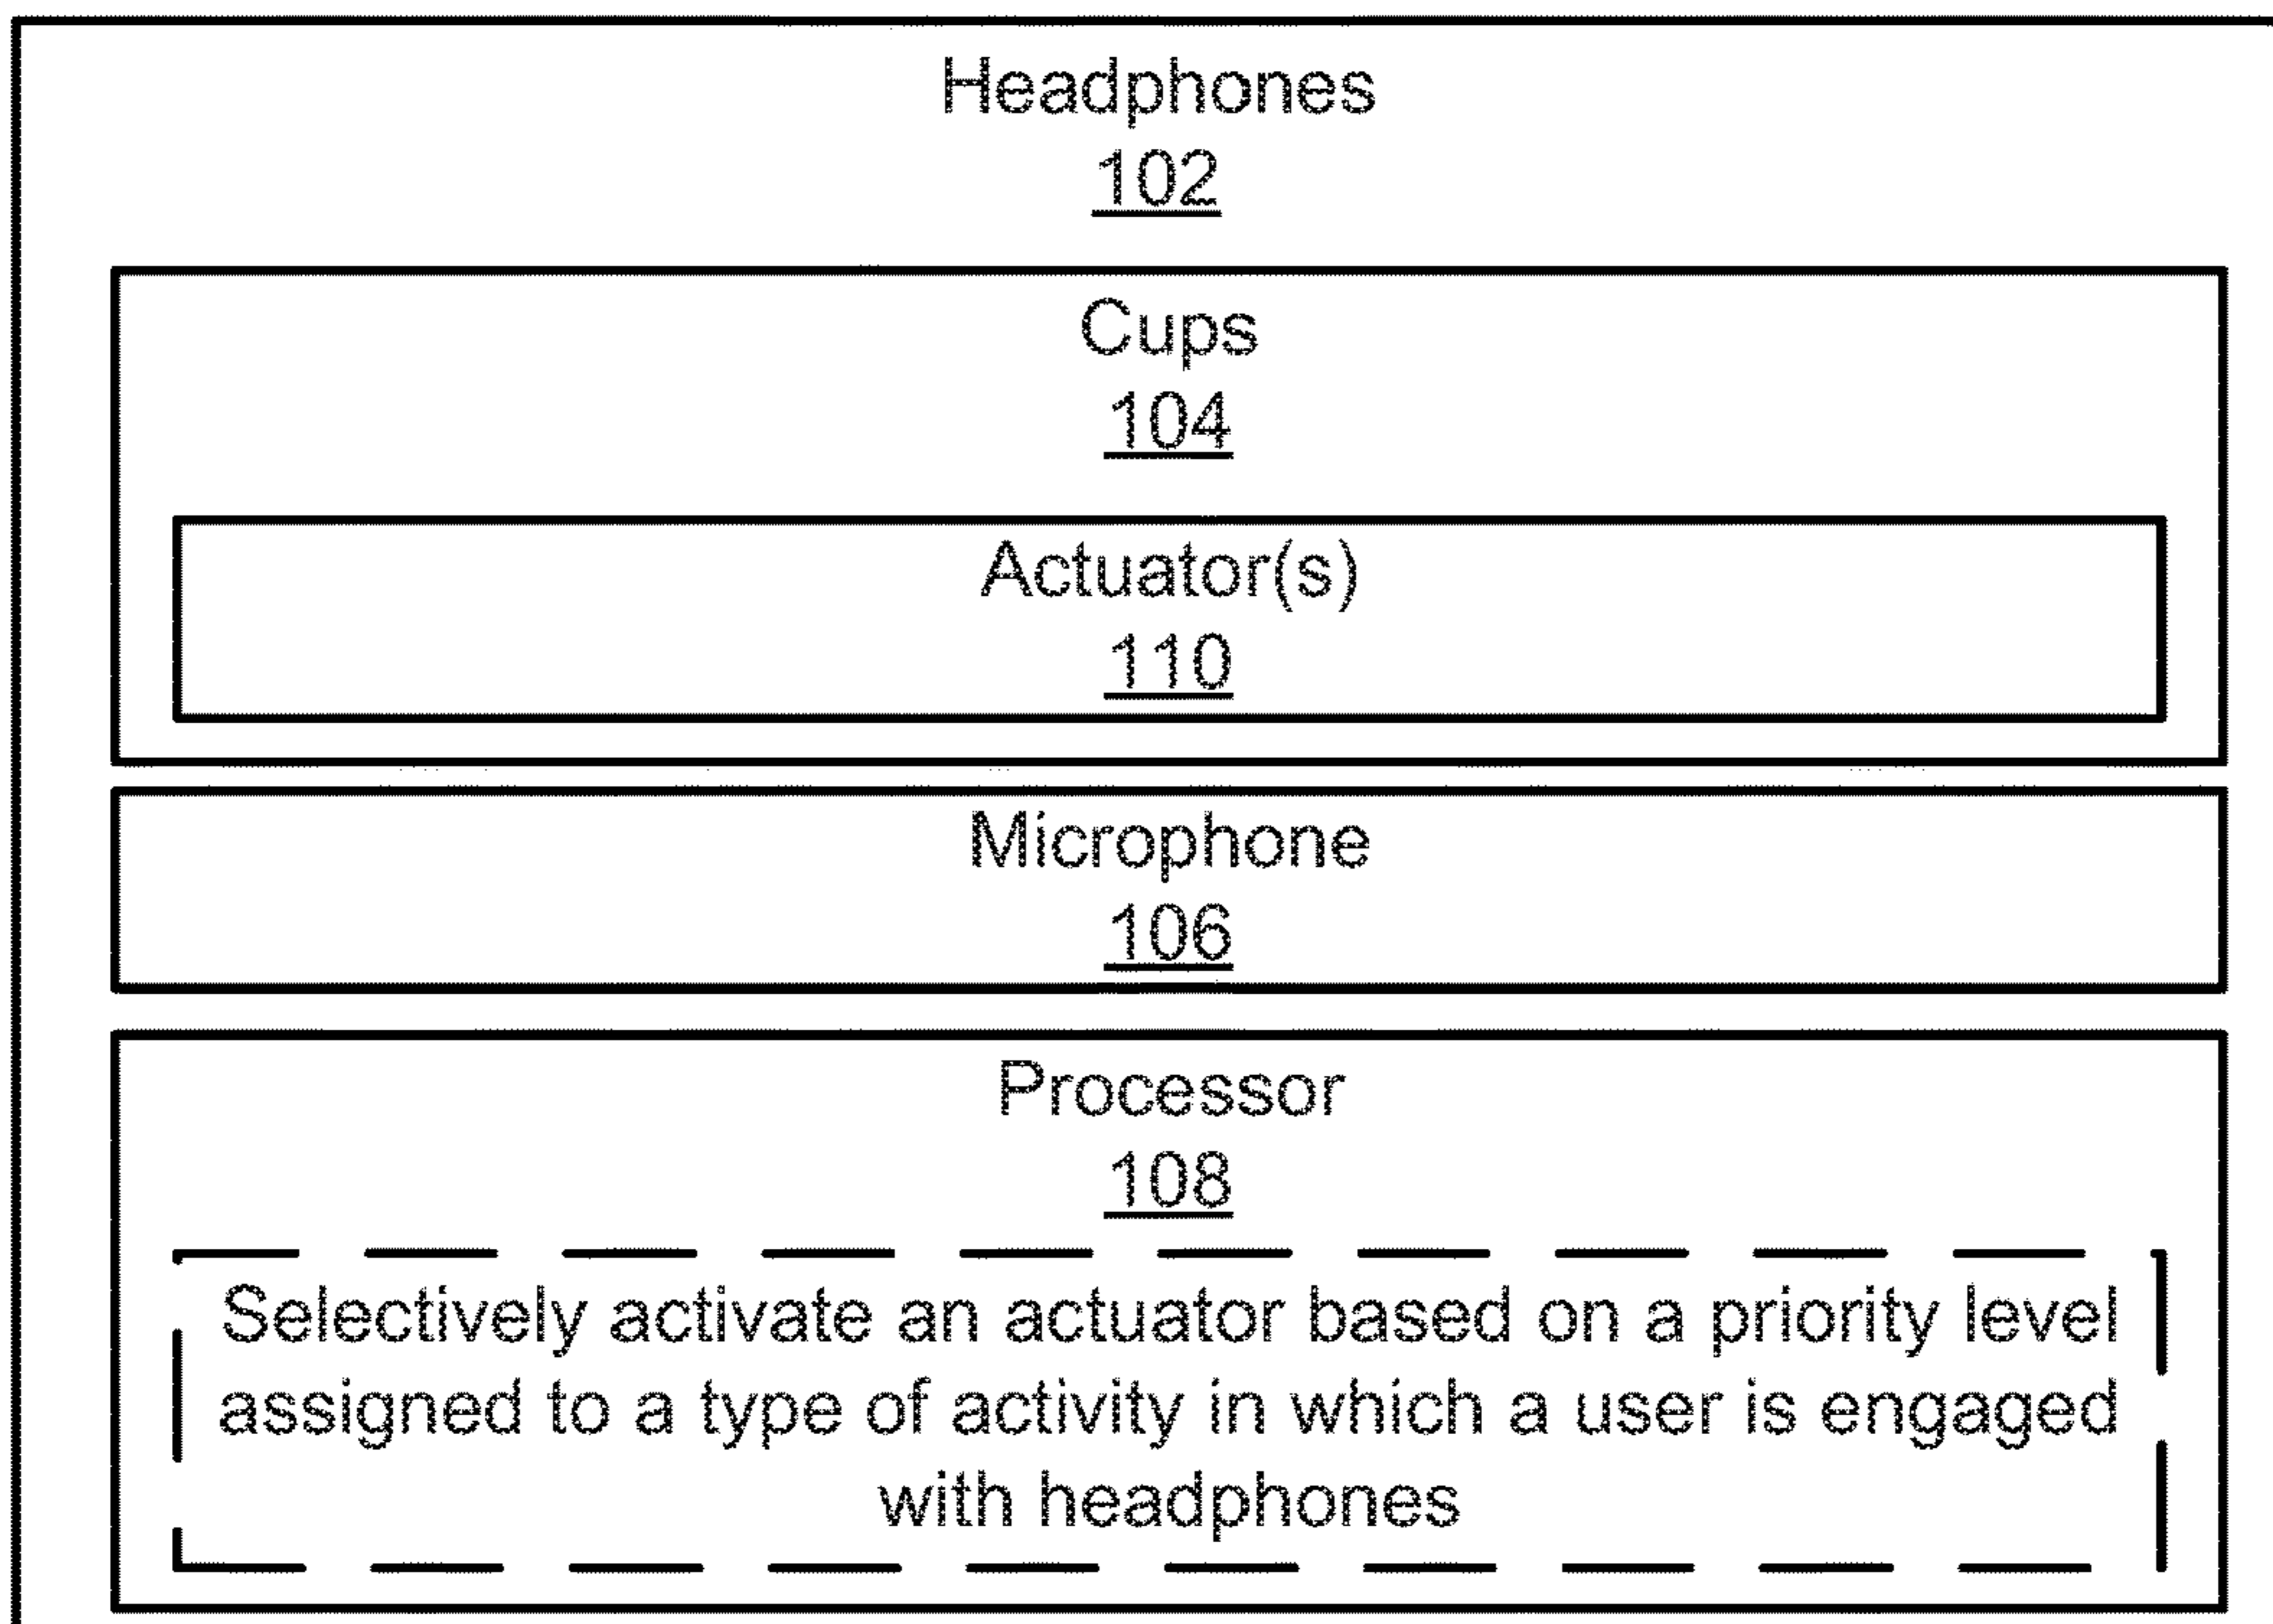 Headphones
102
Cups
104
Actuator(s)
110
Microphone
106
Processor
108
Selectively activate an actuator based on a priority level
assigned to a type of activity in which a user is engaged
with headphones